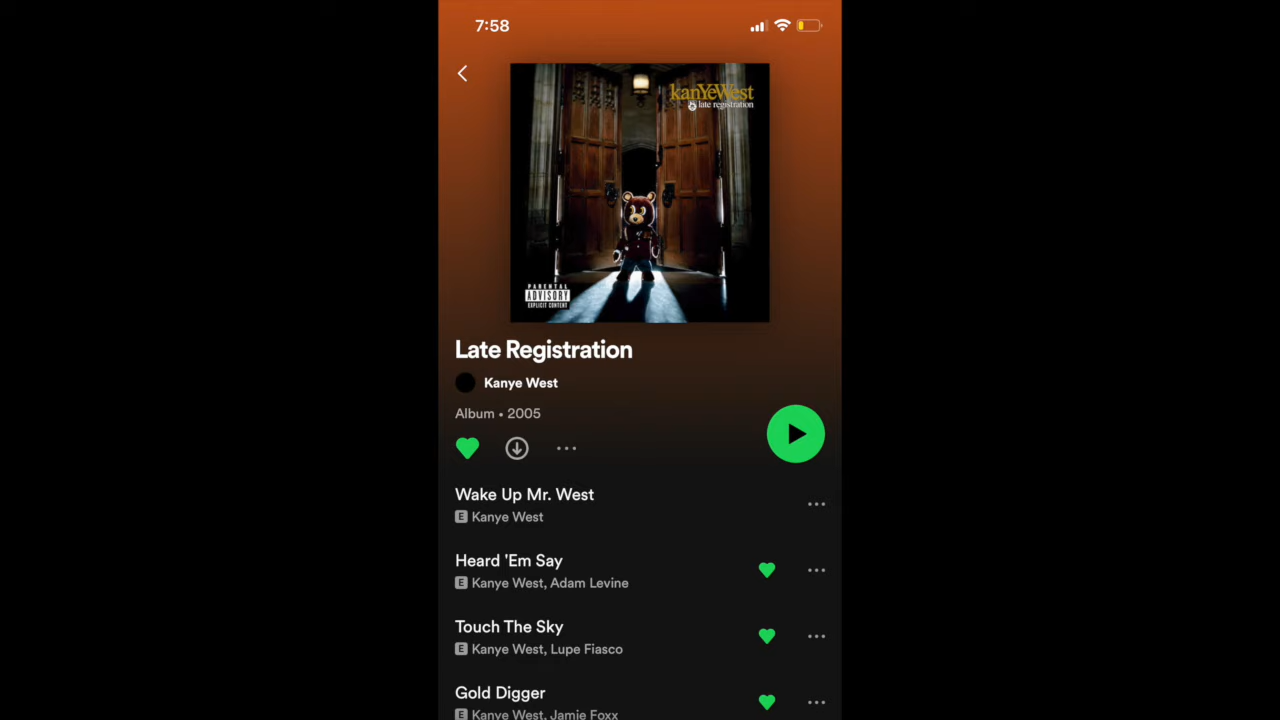 7:58
kanYeWest
late registration
PARENTAL
ADVISORY
EXPLICIT CONTENT
Late Registration
Kanye West
Album • 2005
Wake Up Mr. West
E Kanye West
Heard 'Em Say
E Kanye West, Adam Levine
Touch The Sky
E Kanye West, Lupe Fiasco
Gold Digger
E Kanye West, Jamie Foxx